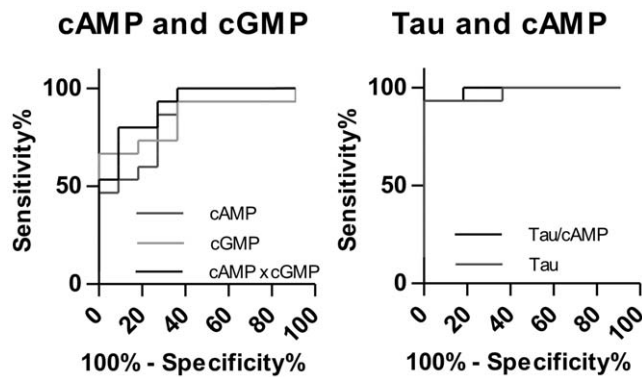 cAMP and cGMP
Sensitivity%
100
50
0
cAMP
cGMP
cAMP x cGMP
0
20
40
60
80
100
100% - Specificity%
Tau and cAMP
Sensitivity%
100
50
0
Tau/cAMP
Tau
0
20
40
60
80
100
100% - Specificity%